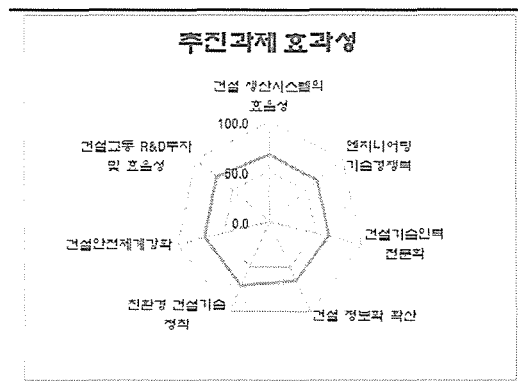 추진과제 효과성
건설 생산시스템의
효율성
100.0
엔지니어링
기술경쟁력
건설교통 R&D투자
및 효율성
50.0
0.0
건설기술인력
전문화
건설안전체계강화
친환경 건설기술
정착
건설 정보화 확산